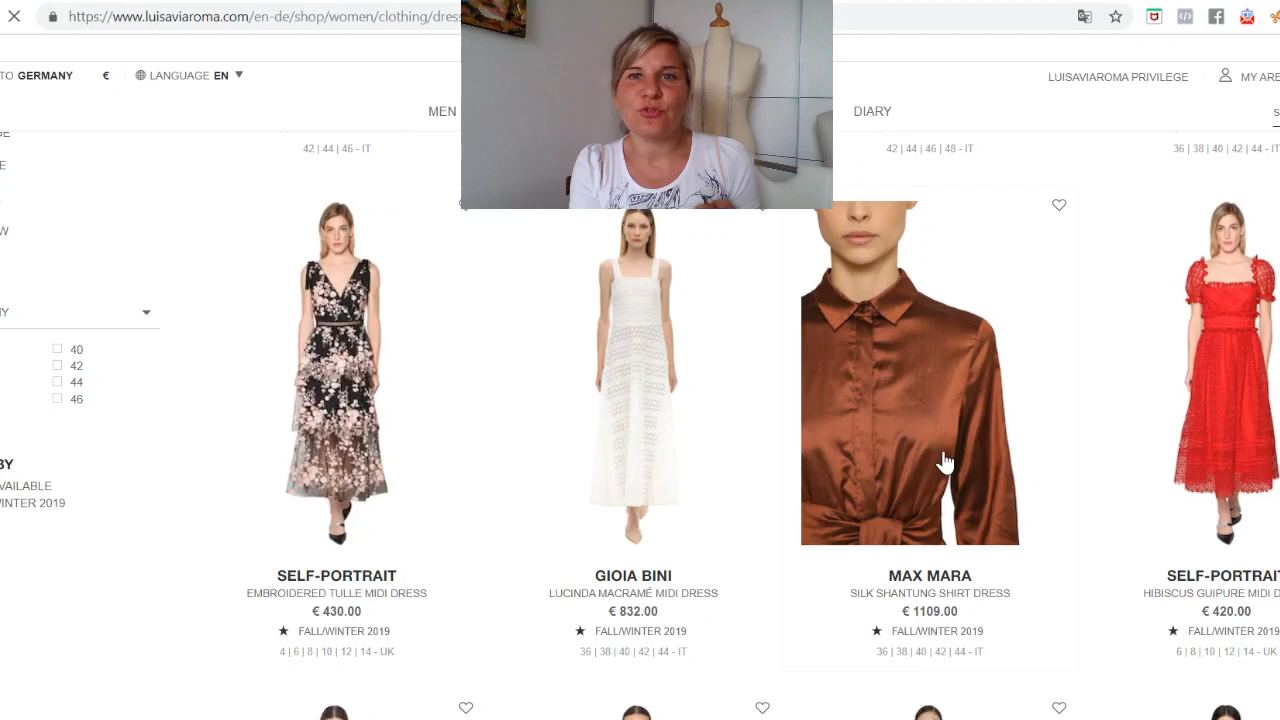 https://www.luisaviaroma.com/en-de/shop/women/clothing/dress
TO GERMANY € LANGUAGE EN
LUISAVIAROMA PRIVILEGE MY ARE
MEN DIARY
42 | 44 | 46 - IT
42 | 44 | 46 | 48 - IT
36 | 38 | 40 | 42 | 44 - IT
40
42
44
46
BY
VAILABLE
INTER 2019
SELF-PORTRAIT
EMBROIDERED TULLE MIDI DRESS
€ 430.00
★ FALL/WINTER 2019
4 | 6 | 8 | 10 | 12 | 14 - UK
GIOIA BINI
LUCINDA MACRAMÉ MIDI DRESS
€ 832.00
★ FALL/WINTER 2019
36 | 38 | 40 | 42 | 44 - IT
MAX MARA
SILK SHANTUNG SHIRT DRESS
€ 1109.00
★ FALL/WINTER 2019
36 | 38 | 40 | 42 | 44 - IT
SELF-PORTRAIT
HIBISCUS GUIPURE MIDI D
€ 420.00
★ FALL/WINTER 2019
6 | 8 | 10 | 12 | 14 - UK